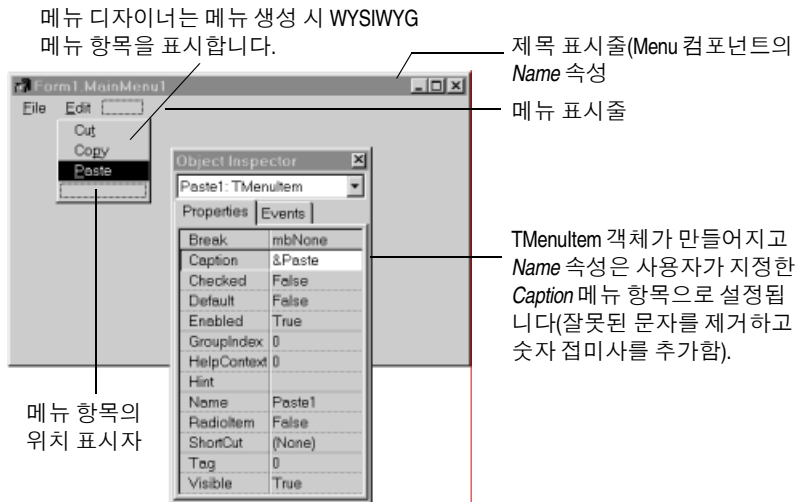 메뉴 디자이너는 메뉴 생성 시 WYSIWYG
메뉴 항목을 표시합니다.
제목 표시줄(Menu 컴포넌트의
Name 속성
메뉴 표시줄
Form1.MainMenu1
File Edit
Cut
Copy
Paste
Object Inspector
Paste1: TMenuItem
Properties Events
Break mbNone
Caption &Paste
Checked False
Default False
Enabled True
GroupIndex 0
HelpContext 0
Hint
Name Paste1
RadioItem False
ShortCut (None)
Tag 0
Visible True
TMenuItem 객체가 만들어지고
Name 속성은 사용자가 지정한
Caption 메뉴 항목으로 설정됩
니다(잘못된 문자를 제거하고
숫자 접미사를 추가함).
메뉴 항목의
위치 표시자